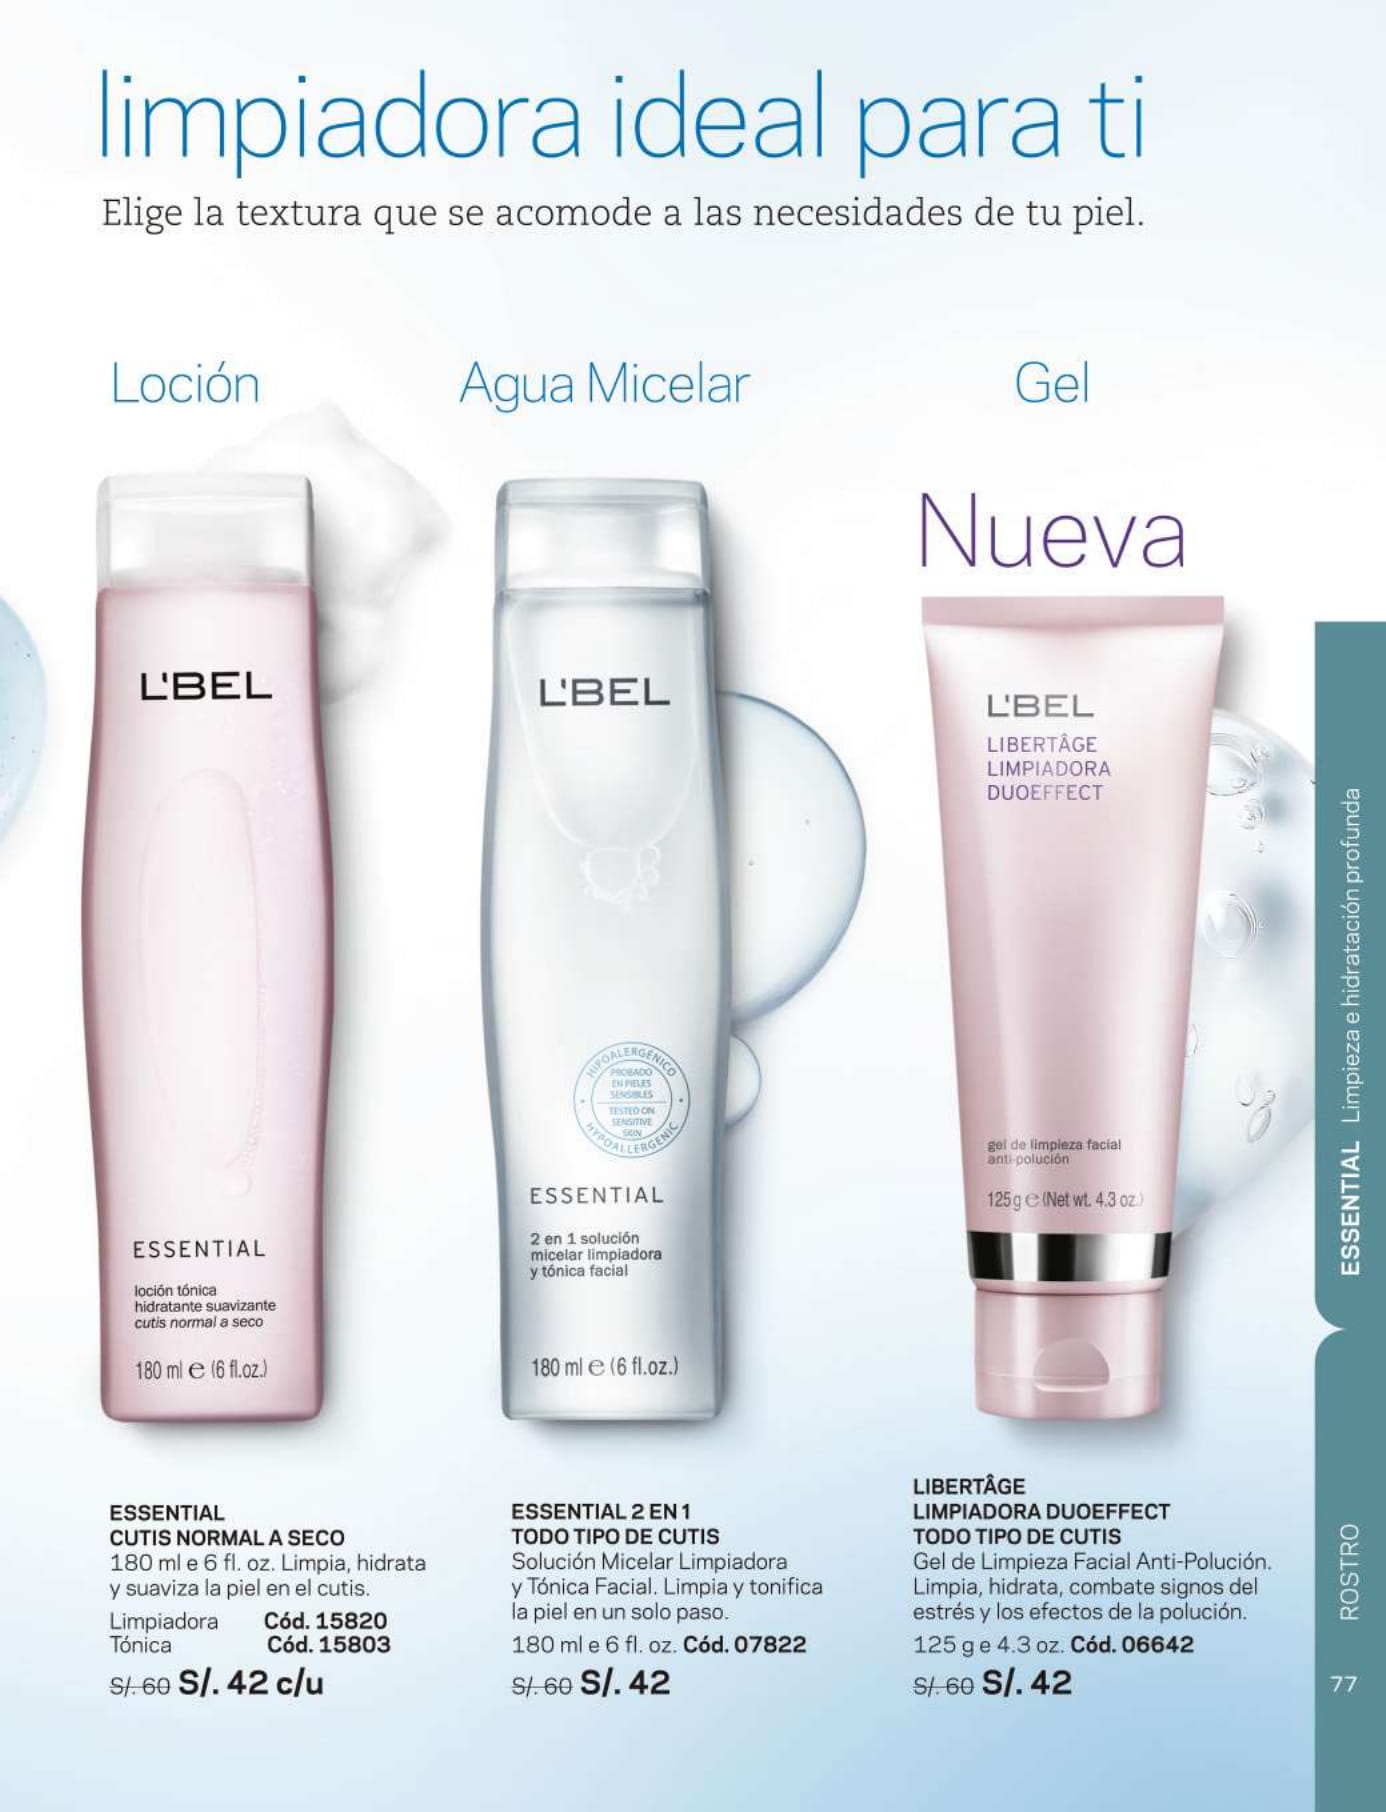 limpiadora ideal para ti
Elige la textura que se acomode a las necesidades de tu piel.
Loción
Agua Micelar
Gel
Nueva
L'BEL
ESSENTIAL
loción tónica
hidratante suavizante
cutis normal a seco
180 ml e (6 fl.oz.)
L'BEL
HIPOALERGÉNICO
PROBADO
EN PIELES
SENSIBLES
TESTED ON
SENSITIVE
SKIN
HYPOALLERGENIC
ESSENTIAL
2 en 1 solución
micelar limpiadora
y tónica facial
180 ml e (6 fl.oz.)
L'BEL
LIBERTÂGE
LIMPIADORA
DUOEFFECT
gel de limpieza facial
anti-polución
125 g e (Net wt. 4.3 oz.)
ESSENTIAL
CUTIS NORMAL A SECO
180 ml e 6 fl. oz. Limpia, hidrata
y suaviza la piel en el cutis.
Limpiadora Cód. 15820
Tónica Cód. 15803
S/. 60 S/. 42 c/u
ESSENTIAL 2 EN 1
TODO TIPO DE CUTIS
Solución Micelar Limpiadora
y Tónica Facial. Limpia y tonifica
la piel en un solo paso.
180 ml e 6 fl. oz. Cód. 07822
S/. 60 S/. 42
LIBERTÂGE
LIMPIADORA DUOEFFECT
TODO TIPO DE CUTIS
Gel de Limpieza Facial Anti-Polución.
Limpia, hidrata, combate signos del
estrés y los efectos de la polución.
125 g e 4.3 oz. Cód. 06642
S/. 60 S/. 42
ESSENTIAL Limpieza e hidratación profunda
ROSTRO
77